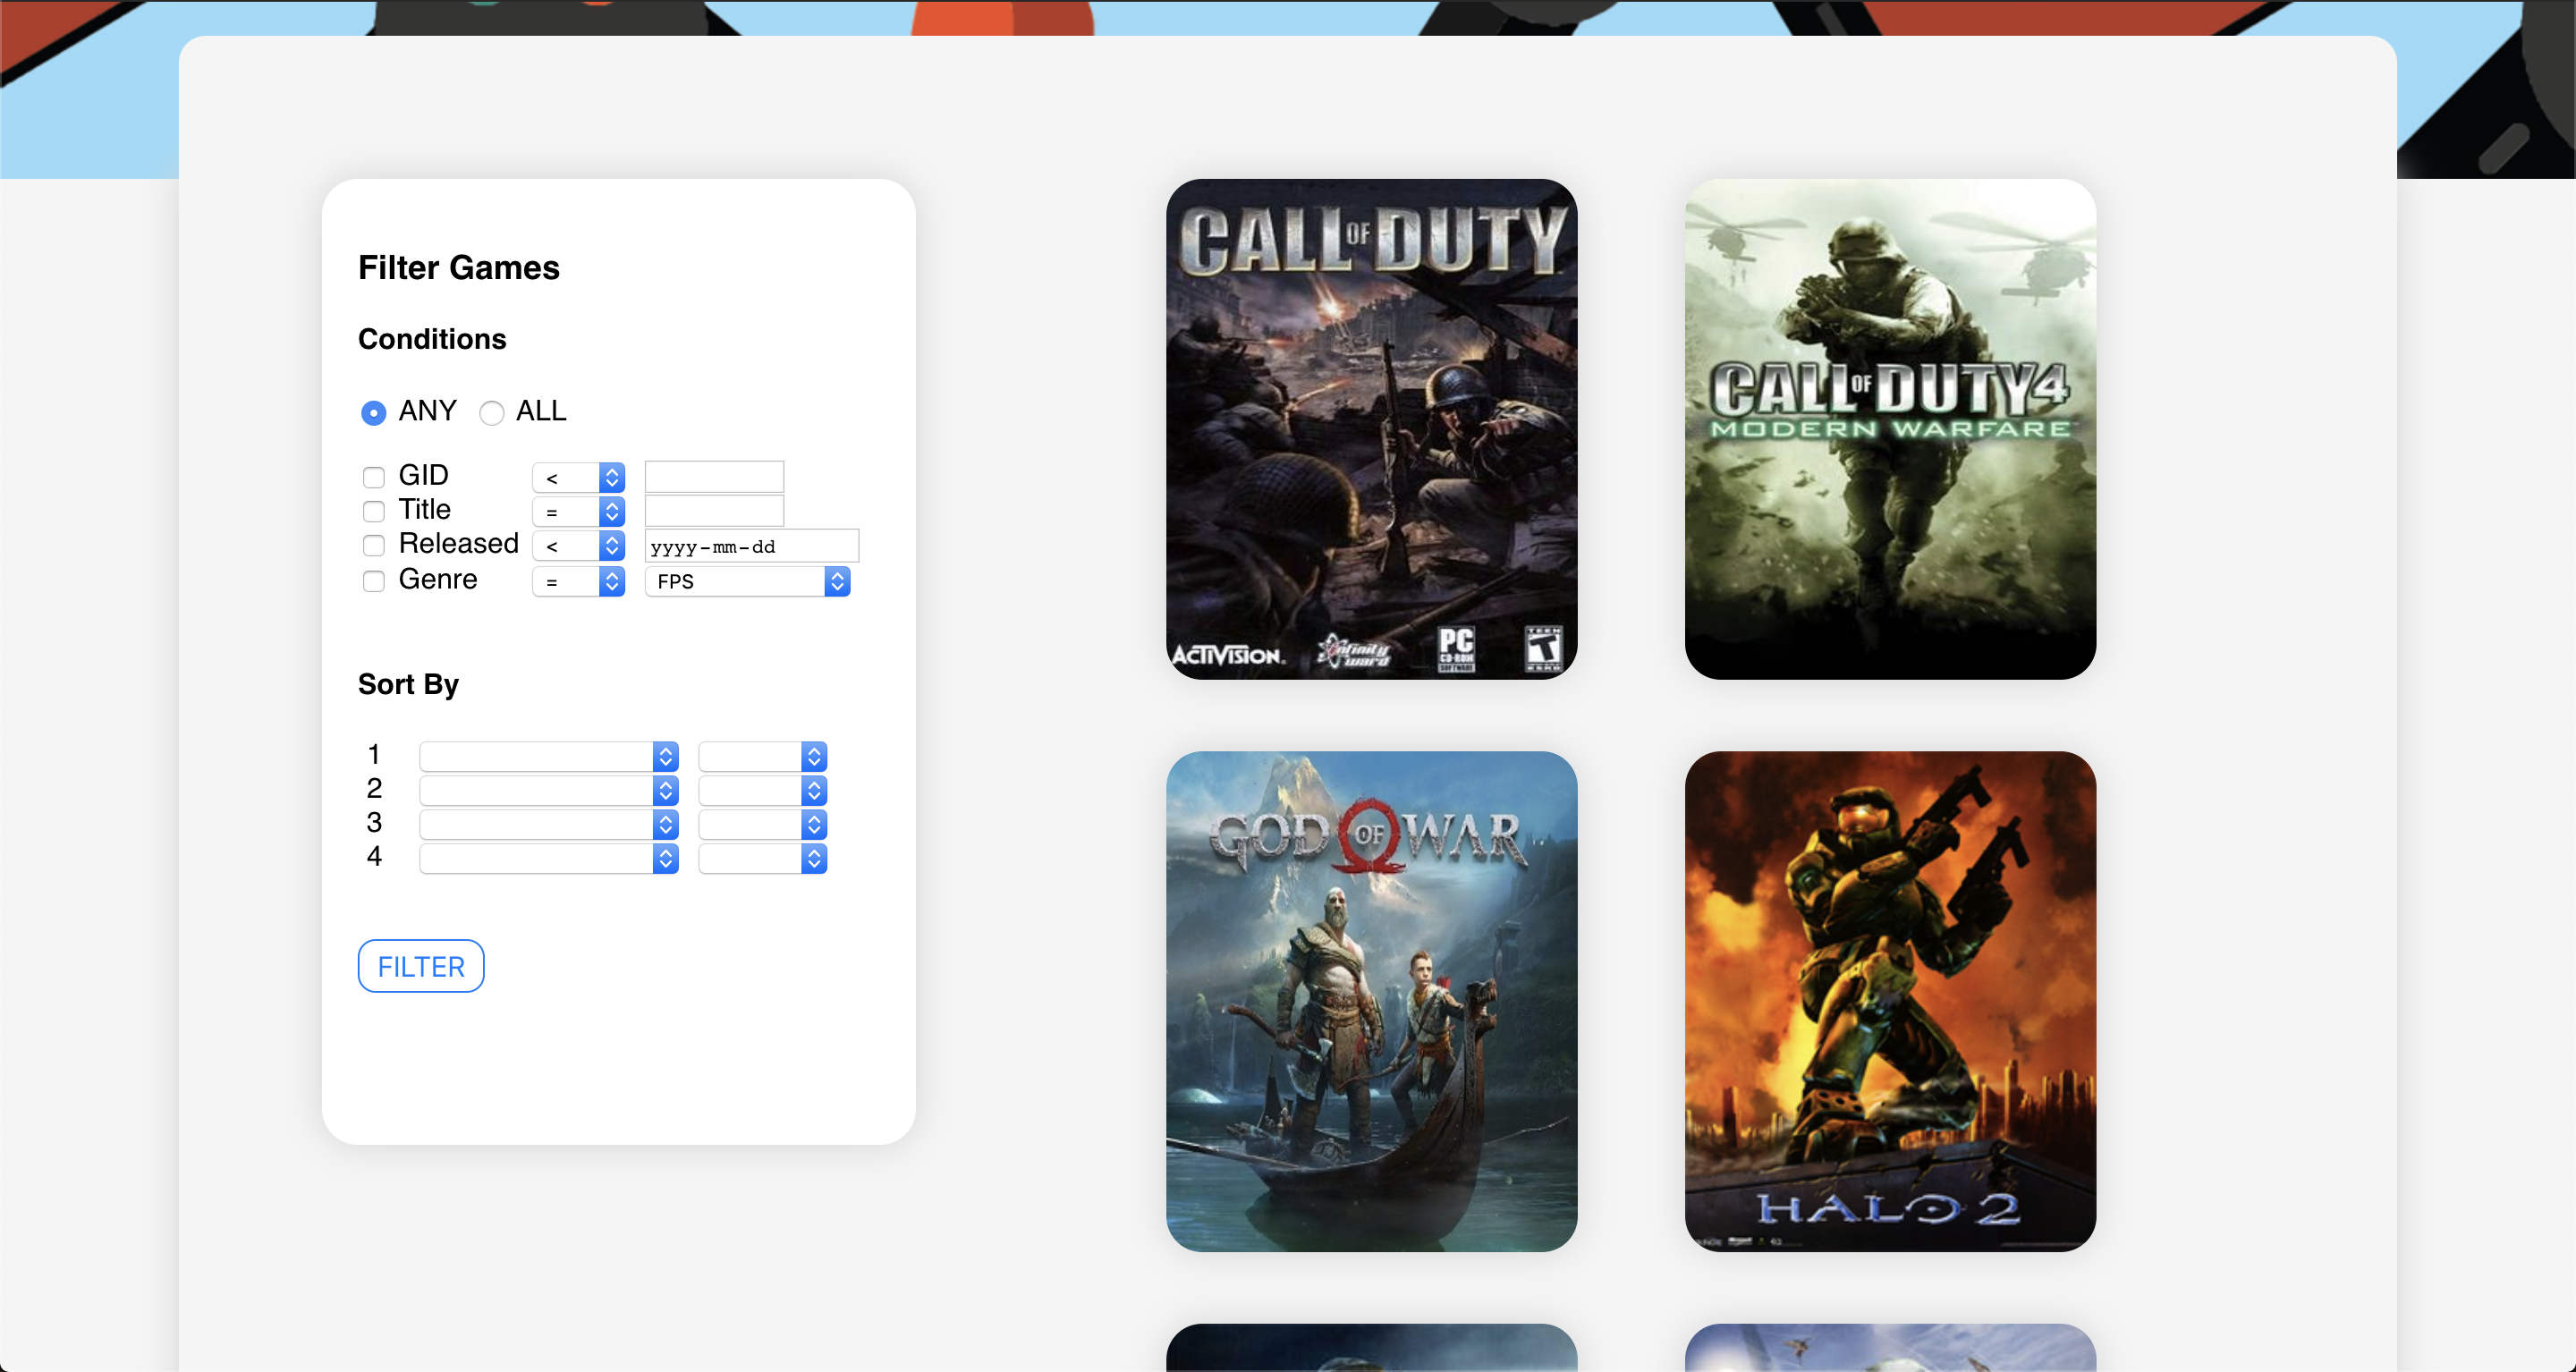 Filter Games
Conditions
ANY ALL
GID <
Title =
Released < yyyy-mm-dd
Genre = FPS
Sort By
1
2
3
4
FILTER
CALL OF DUTY
ACTIVISION. Infinity Ward PC CD-ROM SOFTWARE TEEN T ESRB
CALL OF DUTY 4
MODERN WARFARE
GOD OF WAR
HALO 2